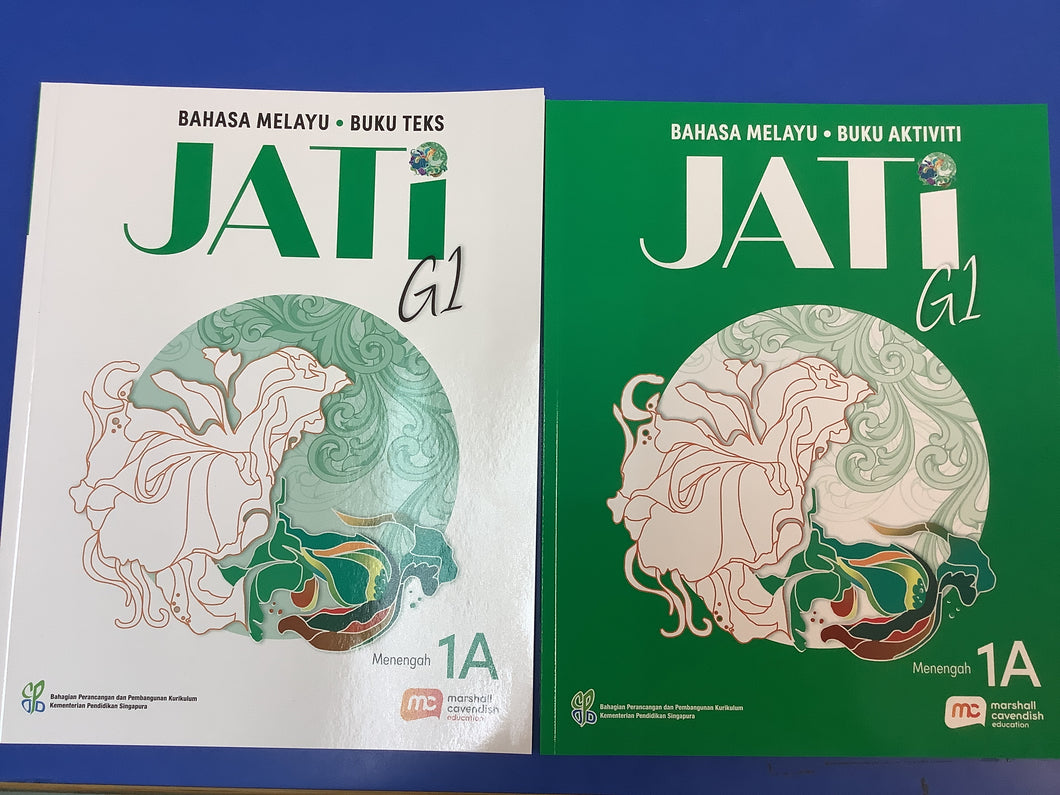 BAHASA MELAYU • BUKU TEKS
JATi
G1
Menengah 1A
Bahagian Perancangan dan Pembangunan Kurikulum
Kementerian Pendidikan Singapura
mc
marshall
cavendish
education
BAHASA MELAYU • BUKU AKTIVITI
JATi
G1
Menengah 1A
Bahagian Perancangan dan Pembangunan Kurikulum
Kementerian Pendidikan Singapura
mc
marshall
cavendish
education